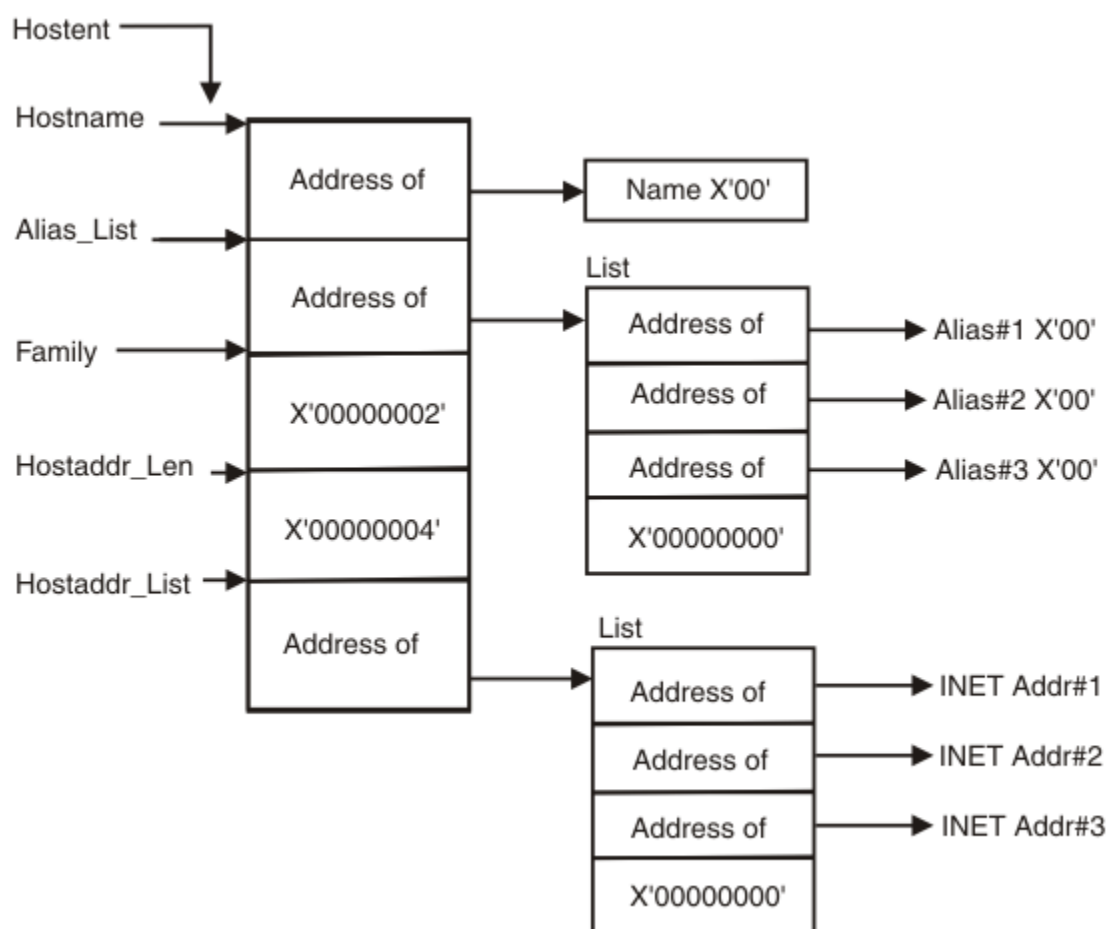 Hostent
Hostname
Address of
Name X'00'
Alias_List
Address of
List
Address of
Alias#1 X'00'
Family
X'00000002'
Address of
Alias#2 X'00'
Hostaddr_Len
Address of
Alias#3 X'00'
X'00000004'
X'00000000'
Hostaddr_List
Address of
List
Address of
INET Addr#1
Address of
INET Addr#2
Address of
INET Addr#3
X'00000000'